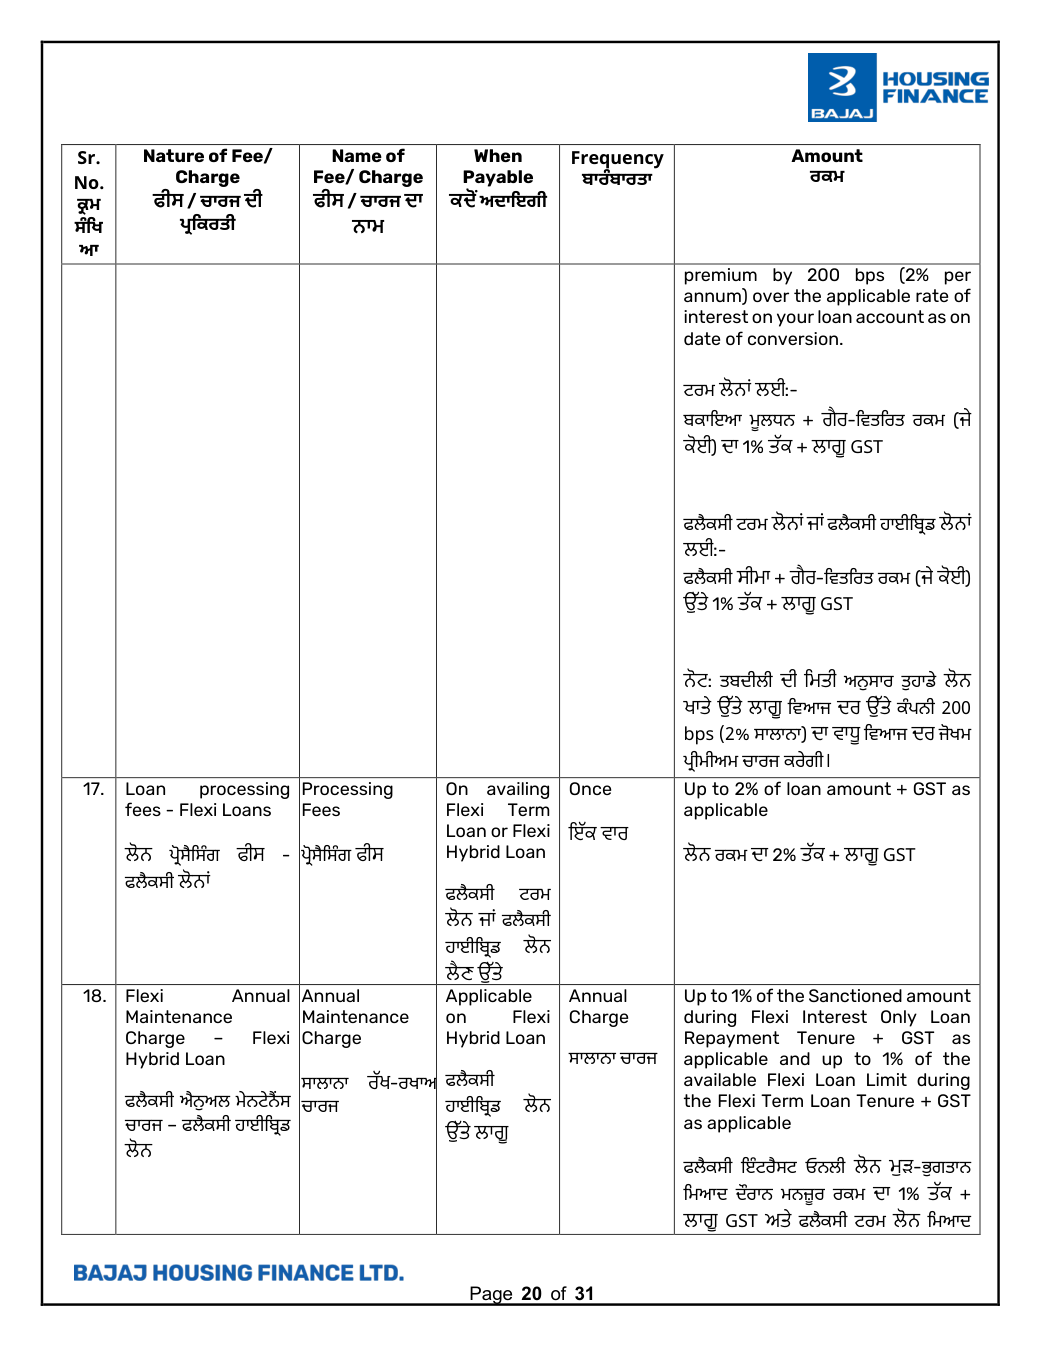 HOUSING
FINANCE
BAJAJ
Sr.
No.
ਕ੍ਰਮ
ਸੰਖਿ
ਆ
Nature of Fee/
Charge
ਫੀਸ / ਚਾਰਜ ਦੀ
ਪ੍ਰਕਿਰਤੀ
Name of
Fee/ Charge
ਫੀਸ / ਚਾਰਜ ਦਾ
ਨਾਮ
When
Payable
ਕਦੋਂ ਅਦਾਇਗੀ
Frequency
ਬਾਰੰਬਾਰਤਾ
Amount
ਰਕਮ
premium by 200 bps (2% per
annum) over the applicable rate of
interest on your loan account as on
date of conversion.
ਟਰਮ ਲੋਨਾਂ ਲਈ:-
ਬਕਾਇਆ ਮੂਲਧਨ + ਗੈਰ-ਵਿਤਰਿਤ ਰਕਮ (ਜੇ
ਕੋਈ) ਦਾ 1% ਤੱਕ + ਲਾਗੂ GST
ਫਲੈਕਸੀ ਟਰਮ ਲੋਨਾਂ ਜਾਂ ਫਲੈਕਸੀ ਹਾਈਬ੍ਰਿਡ ਲੋਨਾਂ
ਲਈ:-
ਫਲੈਕਸੀ ਸੀਮਾ + ਗੈਰ-ਵਿਤਰਿਤ ਰਕਮ (ਜੇ ਕੋਈ)
ਉੱਤੇ 1% ਤੱਕ + ਲਾਗੂ GST
ਨੋਟ: ਤਬਦੀਲੀ ਦੀ ਮਿਤੀ ਅਨੁਸਾਰ ਤੁਹਾਡੇ ਲੋਨ
ਖਾਤੇ ਉੱਤੇ ਲਾਗੂ ਵਿਆਜ ਦਰ ਉੱਤੇ ਕੰਪਨੀ 200
bps (2% ਸਾਲਾਨਾ) ਦਾ ਵਾਧੂ ਵਿਆਜ ਦਰ ਜੋਖਮ
ਪ੍ਰੀਮੀਅਮ ਚਾਰਜ ਕਰੇਗੀ।
17.
Loan processing
fees - Flexi Loans
ਲੋਨ ਪ੍ਰੋਸੈਸਿੰਗ ਫੀਸ -
ਫਲੈਕਸੀ ਲੋਨਾਂ
Processing
Fees
ਪ੍ਰੋਸੈਸਿੰਗ ਫੀਸ
On availing
Flexi Term
Loan or Flexi
Hybrid Loan
ਫਲੈਕਸੀ ਟਰਮ
ਲੋਨ ਜਾਂ ਫਲੈਕਸੀ
ਹਾਈਬ੍ਰਿਡ ਲੋਨ
ਲੈਣ ਉੱਤੇ
Once
ਇੱਕ ਵਾਰ
Up to 2% of loan amount + GST as
applicable
ਲੋਨ ਰਕਮ ਦਾ 2% ਤੱਕ + ਲਾਗੂ GST
18.
Flexi Annual
Maintenance
Charge – Flexi
Hybrid Loan
ਫਲੈਕਸੀ ਐਨੁਅਲ ਮੇਨਟੇਨੈਂਸ
ਚਾਰਜ – ਫਲੈਕਸੀ ਹਾਈਬ੍ਰਿਡ
ਲੋਨ
Annual
Maintenance
Charge
ਸਾਲਾਨਾ ਰੱਖ-ਰਖਾਅ
ਚਾਰਜ
Applicable
on Flexi
Hybrid Loan
ਫਲੈਕਸੀ
ਹਾਈਬ੍ਰਿਡ ਲੋਨ
ਉੱਤੇ ਲਾਗੂ
Annual
Charge
ਸਾਲਾਨਾ ਚਾਰਜ
Up to 1% of the Sanctioned amount
during Flexi Interest Only Loan
Repayment Tenure + GST as
applicable and up to 1% of the
available Flexi Loan Limit during
the Flexi Term Loan Tenure + GST
as applicable
ਫਲੈਕਸੀ ਇੰਟਰੈਸਟ ਓਨਲੀ ਲੋਨ ਮੁੜ-ਭੁਗਤਾਨ
ਮਿਆਦ ਦੌਰਾਨ ਮਨਜ਼ੂਰ ਰਕਮ ਦਾ 1% ਤੱਕ +
ਲਾਗੂ GST ਅਤੇ ਫਲੈਕਸੀ ਟਰਮ ਲੋਨ ਮਿਆਦ
BAJAJ HOUSING FINANCE LTD.
Page 20 of 31